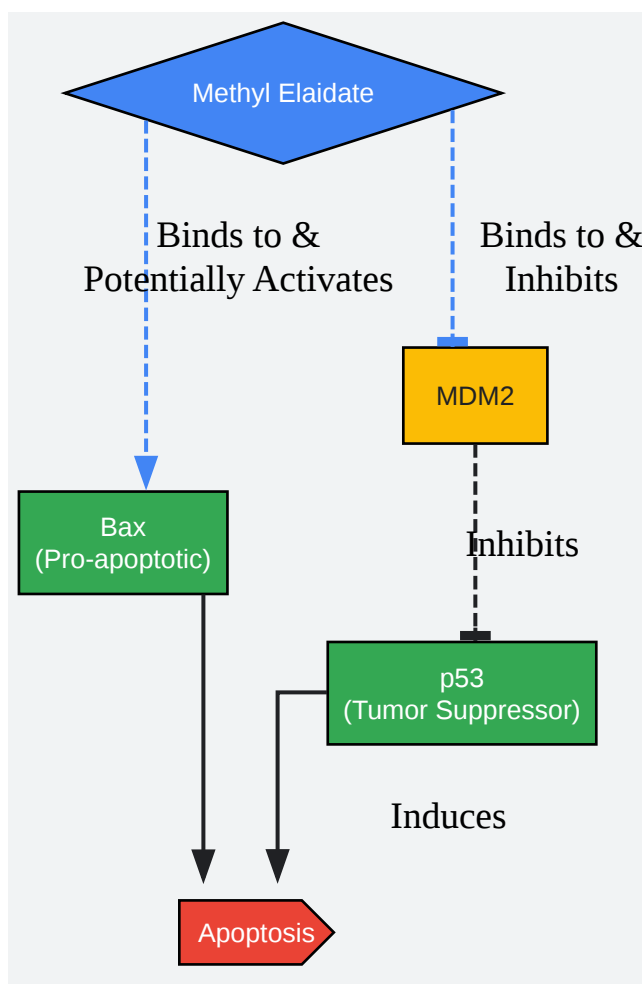 Methyl Elaidate
Binds to &
Potentially Activates
Binds to &
Inhibits
MDM2
Bax
(Pro-apoptotic)
Inhibits
p53
(Tumor Suppressor)
Induces
Apoptosis